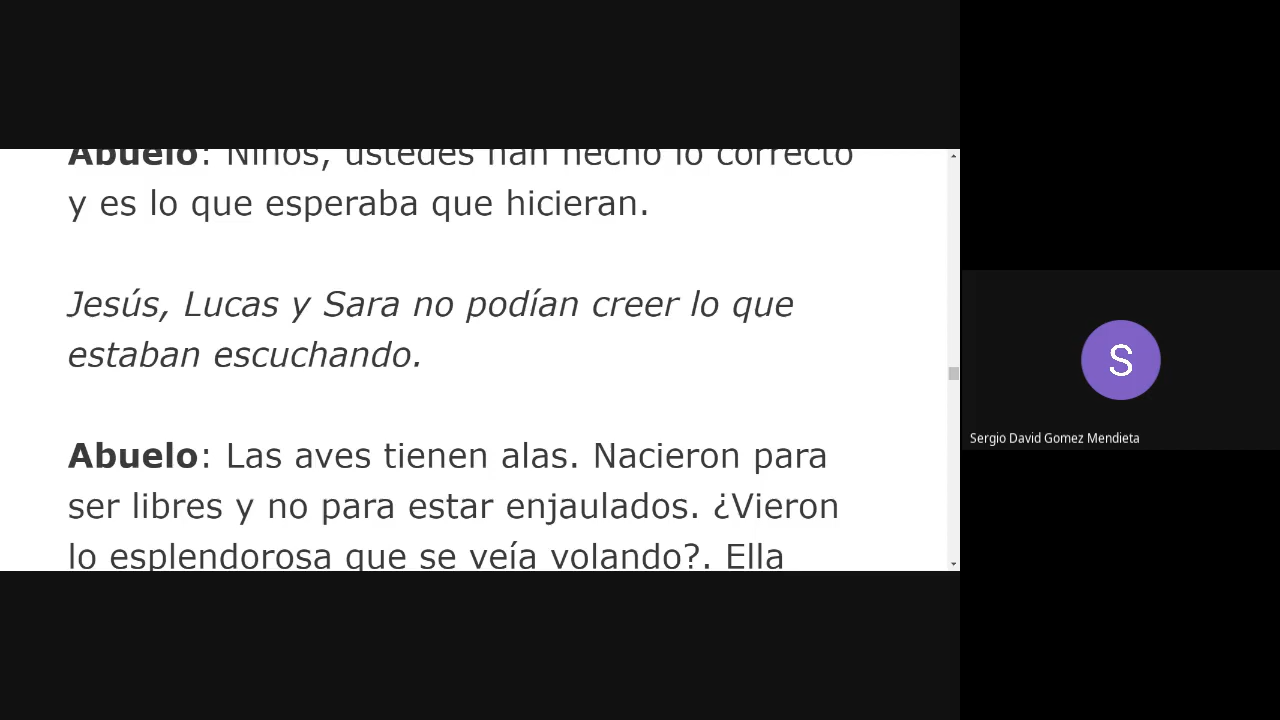 Abuelo: Niños, ustedes han hecho lo correcto
y es lo que esperaba que hicieran.
Jesús, Lucas y Sara no podían creer lo que
estaban escuchando.
Abuelo: Las aves tienen alas. Nacieron para
ser libres y no para estar enjaulados. ¿Vieron
lo esplendorosa que se veía volando?. Ella
S
Sergio David Gomez Mendieta